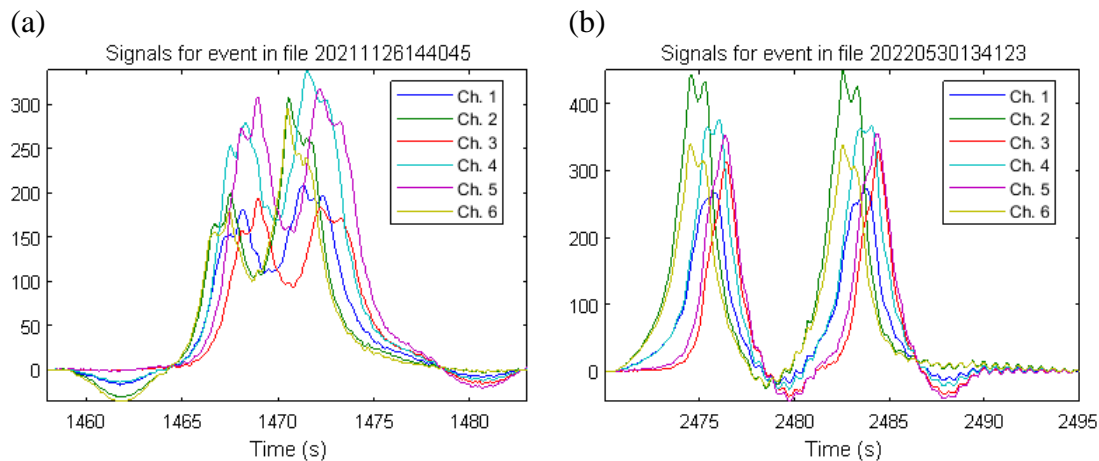 (a)
Signals for event in file 20211126144045
300
250
200
150
100
50
0
1460 1465 1470 1475 1480
Time (s)
Ch. 1
Ch. 2
Ch. 3
Ch. 4
Ch. 5
Ch. 6
(b)
Signals for event in file 20220530134123
400
300
200
100
0
2475 2480 2485 2490 2495
Time (s)
Ch. 1
Ch. 2
Ch. 3
Ch. 4
Ch. 5
Ch. 6